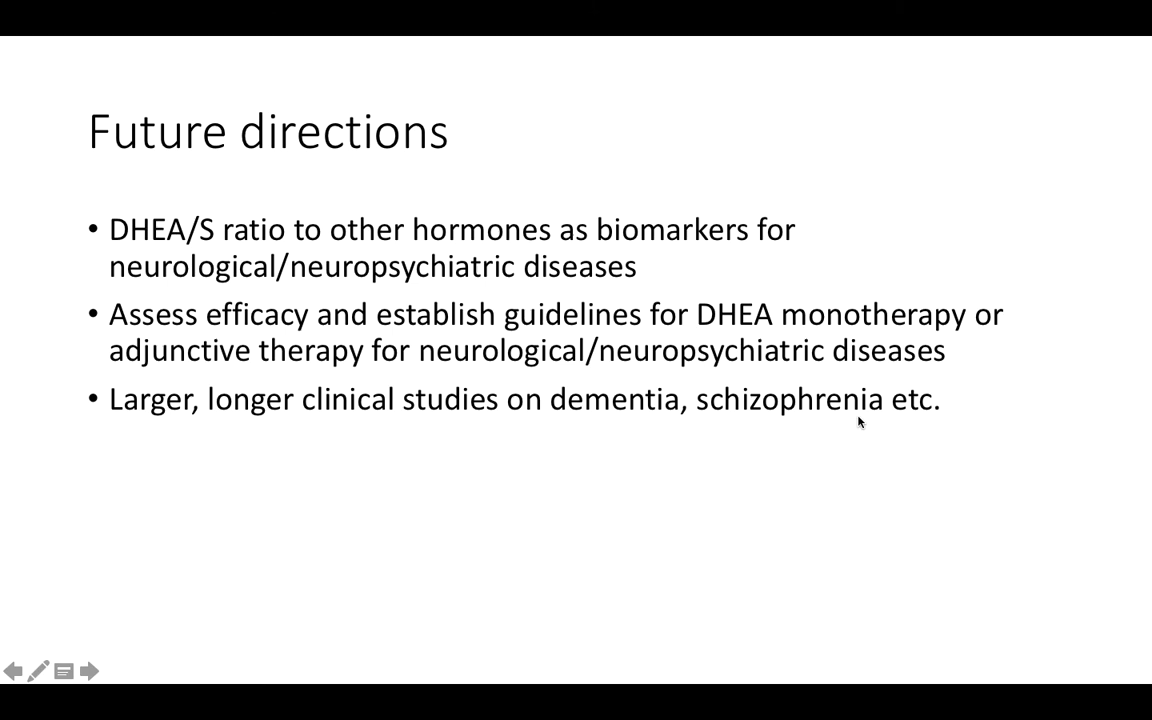 Future directions
• DHEA/S ratio to other hormones as biomarkers for
neurological/neuropsychiatric diseases
• Assess efficacy and establish guidelines for DHEA monotherapy or
adjunctive therapy for neurological/neuropsychiatric diseases
• Larger, longer clinical studies on dementia, schizophrenia etc.